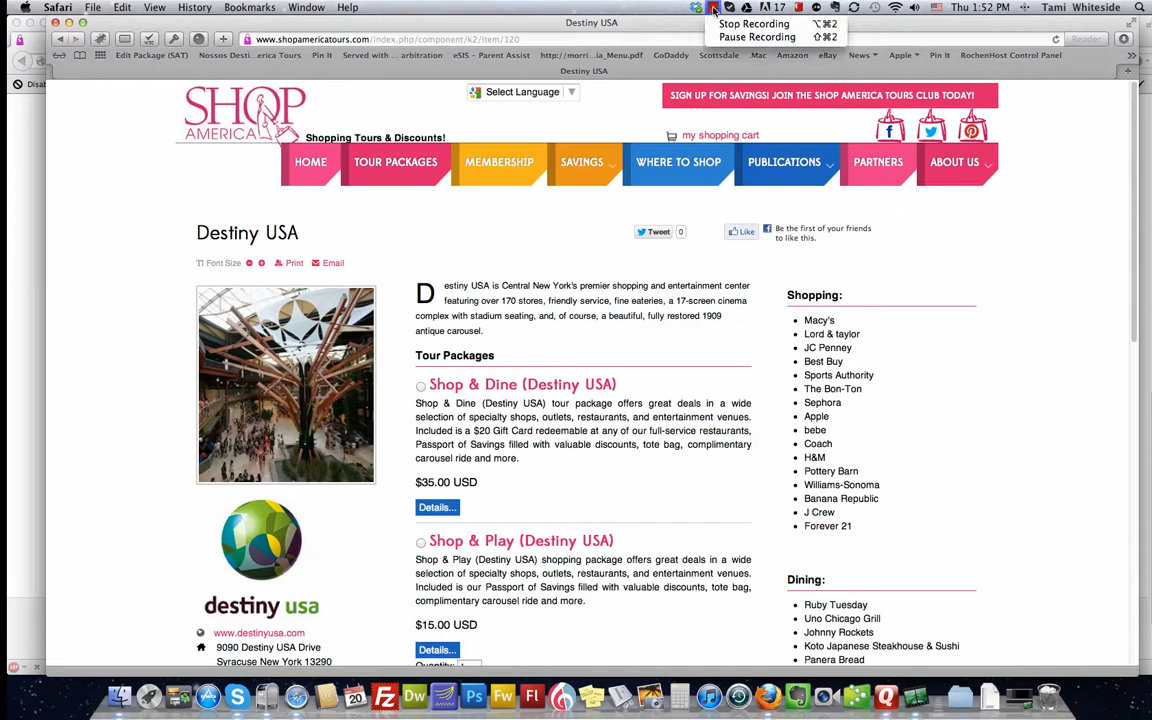 Safari File Edit View History Bookmarks Window Help
17 Thu 1:52 PM Tami Whiteside
Stop Recording ⌥⌘2
Pause Recording ⇧⌘2
Destiny USA
www.shopamericatours.com/index.php/component/k2/item/120
Reader
Nossos Desti...erica Tours Served with ... arbitration eSIS - Parent Assist http://morri...ia_Menu.pdf GoDaddy Scottsdale .Mac Amazon eBay News Apple Pin It RochenHost Control Panel
Destiny USA
Disab
SHOP
AMERICA
Shopping Tours & Discounts!
Select Language
SIGN UP FOR SAVINGS! JOIN THE SHOP AMERICA TOURS CLUB TODAY!
my shopping cart
HOME TOUR PACKAGES MEMBERSHIP SAVINGS WHERE TO SHOP PUBLICATIONS PARTNERS ABOUT US
Destiny USA
Tweet 0
Like
Be the first of your friends
to like this.
Font Size Print Email
Destiny USA is Central New York's premier shopping and entertainment center
featuring over 170 stores, friendly service, fine eateries, a 17-screen cinema
complex with stadium seating, and, of course, a beautiful, fully restored 1909
antique carousel.
Tour Packages
Shop & Dine (Destiny USA)
Shop & Dine (Destiny USA) tour package offers great deals in a wide
selection of specialty shops, outlets, restaurants, and entertainment venues.
Included is a $20 Gift Card redeemable at any of our full-service restaurants,
Passport of Savings filled with valuable discounts, tote bag, complimentary
carousel ride and more.
$35.00 USD
Details...
Shop & Play (Destiny USA)
Shop & Play (Destiny USA) shopping package offers great deals in a wide
selection of specialty shops, outlets, restaurants, and entertainment venues.
Included is our Passport of Savings filled with valuable discounts, tote bag,
complimentary carousel ride and more.
$15.00 USD
Details...
Quantity:
destiny usa
www.destinyusa.com
9090 Destiny USA Drive
Syracuse New York 13290
Shopping:
Macy's
Lord & taylor
JC Penney
Best Buy
Sports Authority
The Bon-Ton
Sephora
Apple
bebe
Coach
H&M
Pottery Barn
Williams-Sonoma
Banana Republic
J Crew
Forever 21
Dining:
Ruby Tuesday
Uno Chicago Grill
Johnny Rockets
Koto Japanese Steakhouse & Sushi
Panera Bread
20 Dw Ps Fw Fl